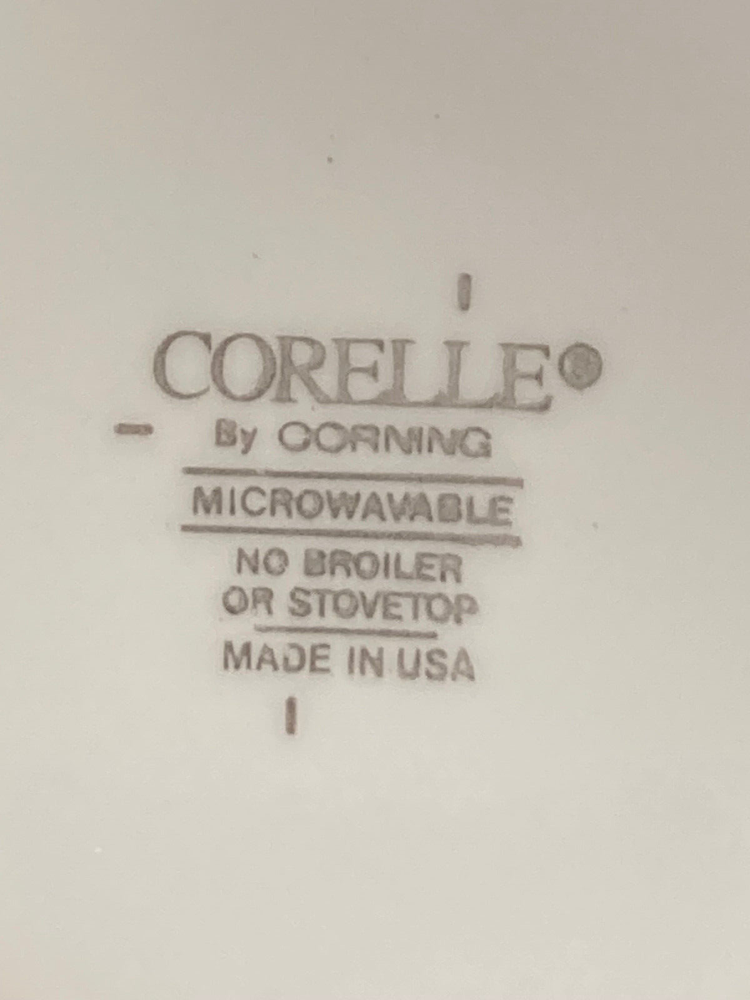 CORELLE®
By CORNING
MICROWAVABLE
NO BROILER
OR STOVETOP
MADE IN USA